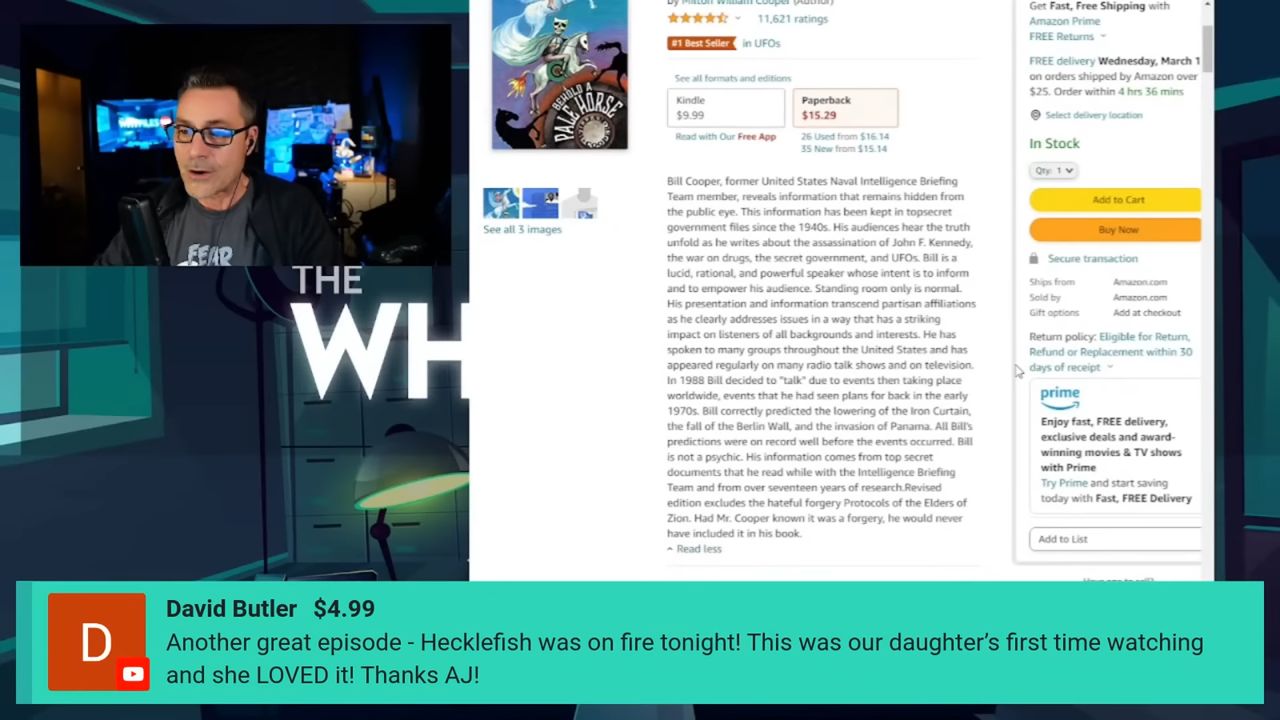 FEAR
THE
WH
by Milton William Cooper (Author)
11,621 ratings
#1 Best Seller in UFOs
See all formats and editions
Kindle
$9.99
Paperback
$15.29
Read with Our Free App
26 Used from $16.14
35 New from $15.14
BEHOLD A
PALE HORSE
See all 3 images
Bill Cooper, former United States Naval Intelligence Briefing
Team member, reveals information that remains hidden from
the public eye. This information has been kept in topsecret
government files since the 1940s. His audiences hear the truth
unfold as he writes about the assassination of John F. Kennedy,
the war on drugs, the secret government, and UFOs. Bill is a
lucid, rational, and powerful speaker whose intent is to inform
and to empower his audience. Standing room only is normal.
His presentation and information transcend partisan affiliations
as he clearly addresses issues in a way that has a striking
impact on listeners of all backgrounds and interests. He has
spoken to many groups throughout the United States and has
appeared regularly on many radio talk shows and on television.
In 1988 Bill decided to "talk" due to events then taking place
worldwide, events that he had seen plans for back in the early
1970s. Bill correctly predicted the lowering of the Iron Curtain,
the fall of the Berlin Wall, and the invasion of Panama. All Bill's
predictions were on record well before the events occurred. Bill
is not a psychic. His information comes from top secret
documents that he read while with the Intelligence Briefing
Team and from over seventeen years of research.Revised
edition excludes the hateful forgery Protocols of the Elders of
Zion. Had Mr. Cooper known it was a forgery, he would never
have included it in his book.
Read less
Get Fast, Free Shipping with
Amazon Prime
FREE Returns
FREE delivery Wednesday, March 1
on orders shipped by Amazon over
$25. Order within 4 hrs 36 mins
Select delivery location
In Stock
Qty: 1
Add to Cart
Buy Now
Secure transaction
Ships from Amazon.com
Sold by Amazon.com
Gift options Add at checkout
Return policy: Eligible for Return,
Refund or Replacement within 30
days of receipt
prime
Enjoy fast, FREE delivery,
exclusive deals and award-
winning movies & TV shows
with Prime
Try Prime and start saving
today with Fast, FREE Delivery
Add to List
D
David Butler $4.99
Another great episode - Hecklefish was on fire tonight! This was our daughter's first time watching
and she LOVED it! Thanks AJ!